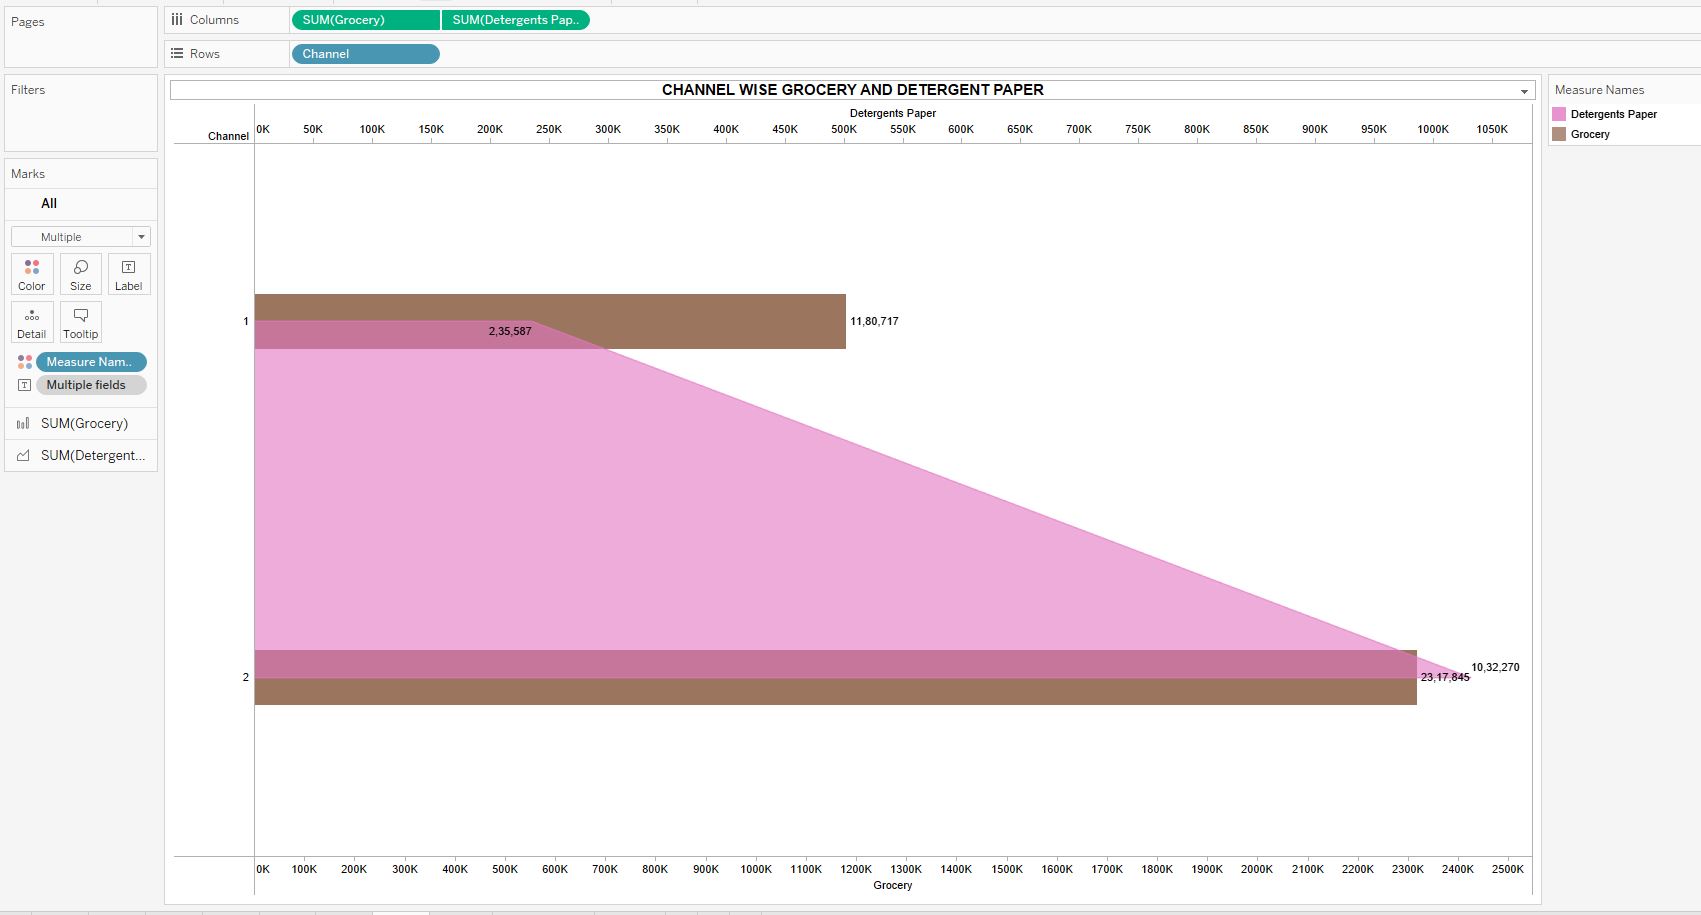 Pages
Columns
SUM(Grocery)
SUM(Detergents Pap..
Rows
Channel
Filters
Marks
All
Multiple
Color
Size
Label
Detail
Tooltip
Measure Nam..
Multiple fields
SUM(Grocery)
SUM(Detergent...
CHANNEL WISE GROCERY AND DETERGENT PAPER
Detergents Paper
Channel
0K 50K 100K 150K 200K 250K 300K 350K 400K 450K 500K 550K 600K 650K 700K 750K 800K 850K 900K 950K 1000K 1050K
1
2,35,587
11,80,717
2
10,32,270
23,17,845
0K 100K 200K 300K 400K 500K 600K 700K 800K 900K 1000K 1100K 1200K 1300K 1400K 1500K 1600K 1700K 1800K 1900K 2000K 2100K 2200K 2300K 2400K 2500K
Grocery
Measure Names
Detergents Paper
Grocery